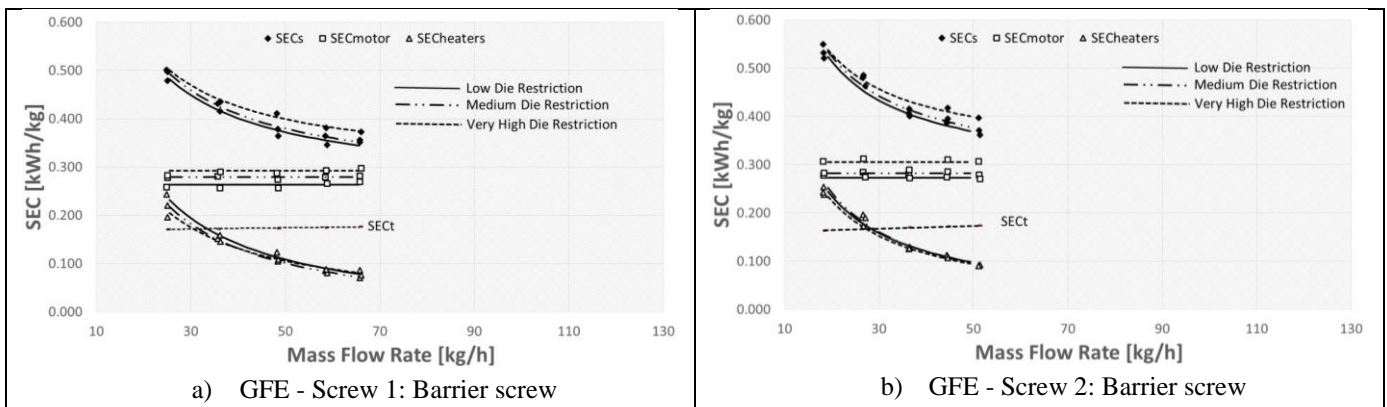 0.600
0.500
0.400
0.300
0.200
0.100
0.000
SEC [kWh/kg]
SECs SECmotor SECheaters
Low Die Restriction
Medium Die Restriction
Very High Die Restriction
SECt
10 30 50 70 90 110 130
Mass Flow Rate [kg/h]
a) GFE - Screw 1: Barrier screw
0.600
0.500
0.400
0.300
0.200
0.100
0.000
SEC [kWh/kg]
SECs SECmotor SECheaters
Low Die Restriction
Medium Die Restriction
Very High Die Restriction
SECt
10 30 50 70 90 110 130
Mass Flow Rate [kg/h]
b) GFE - Screw 2: Barrier screw